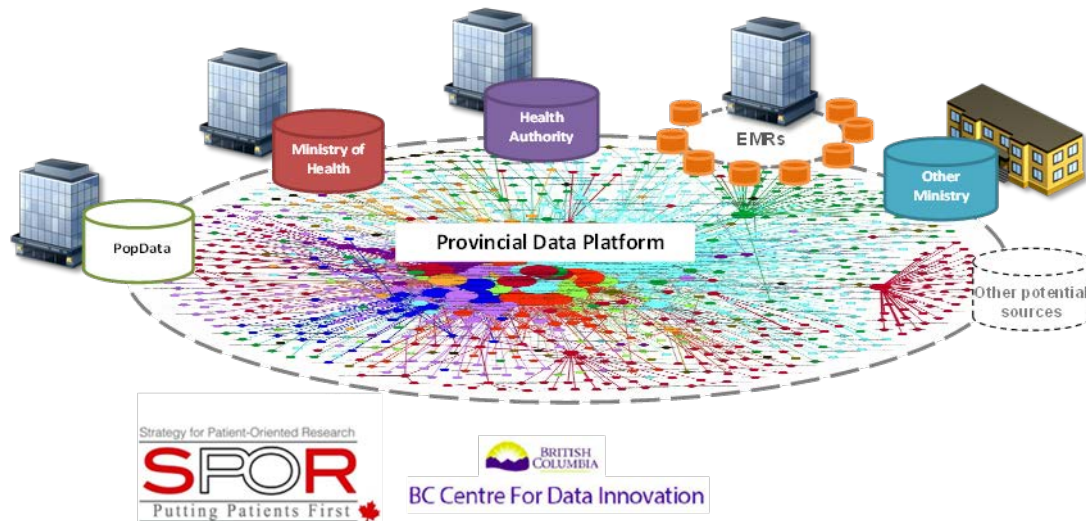 Health
Authority
Ministry of
Health
EMRs
Other
Ministry
PopData
Provincial Data Platform
Other potential
sources
Strategy for Patient-Oriented Research
SPOR
Putting Patients First
BRITISH
COLUMBIA
BC Centre For Data Innovation